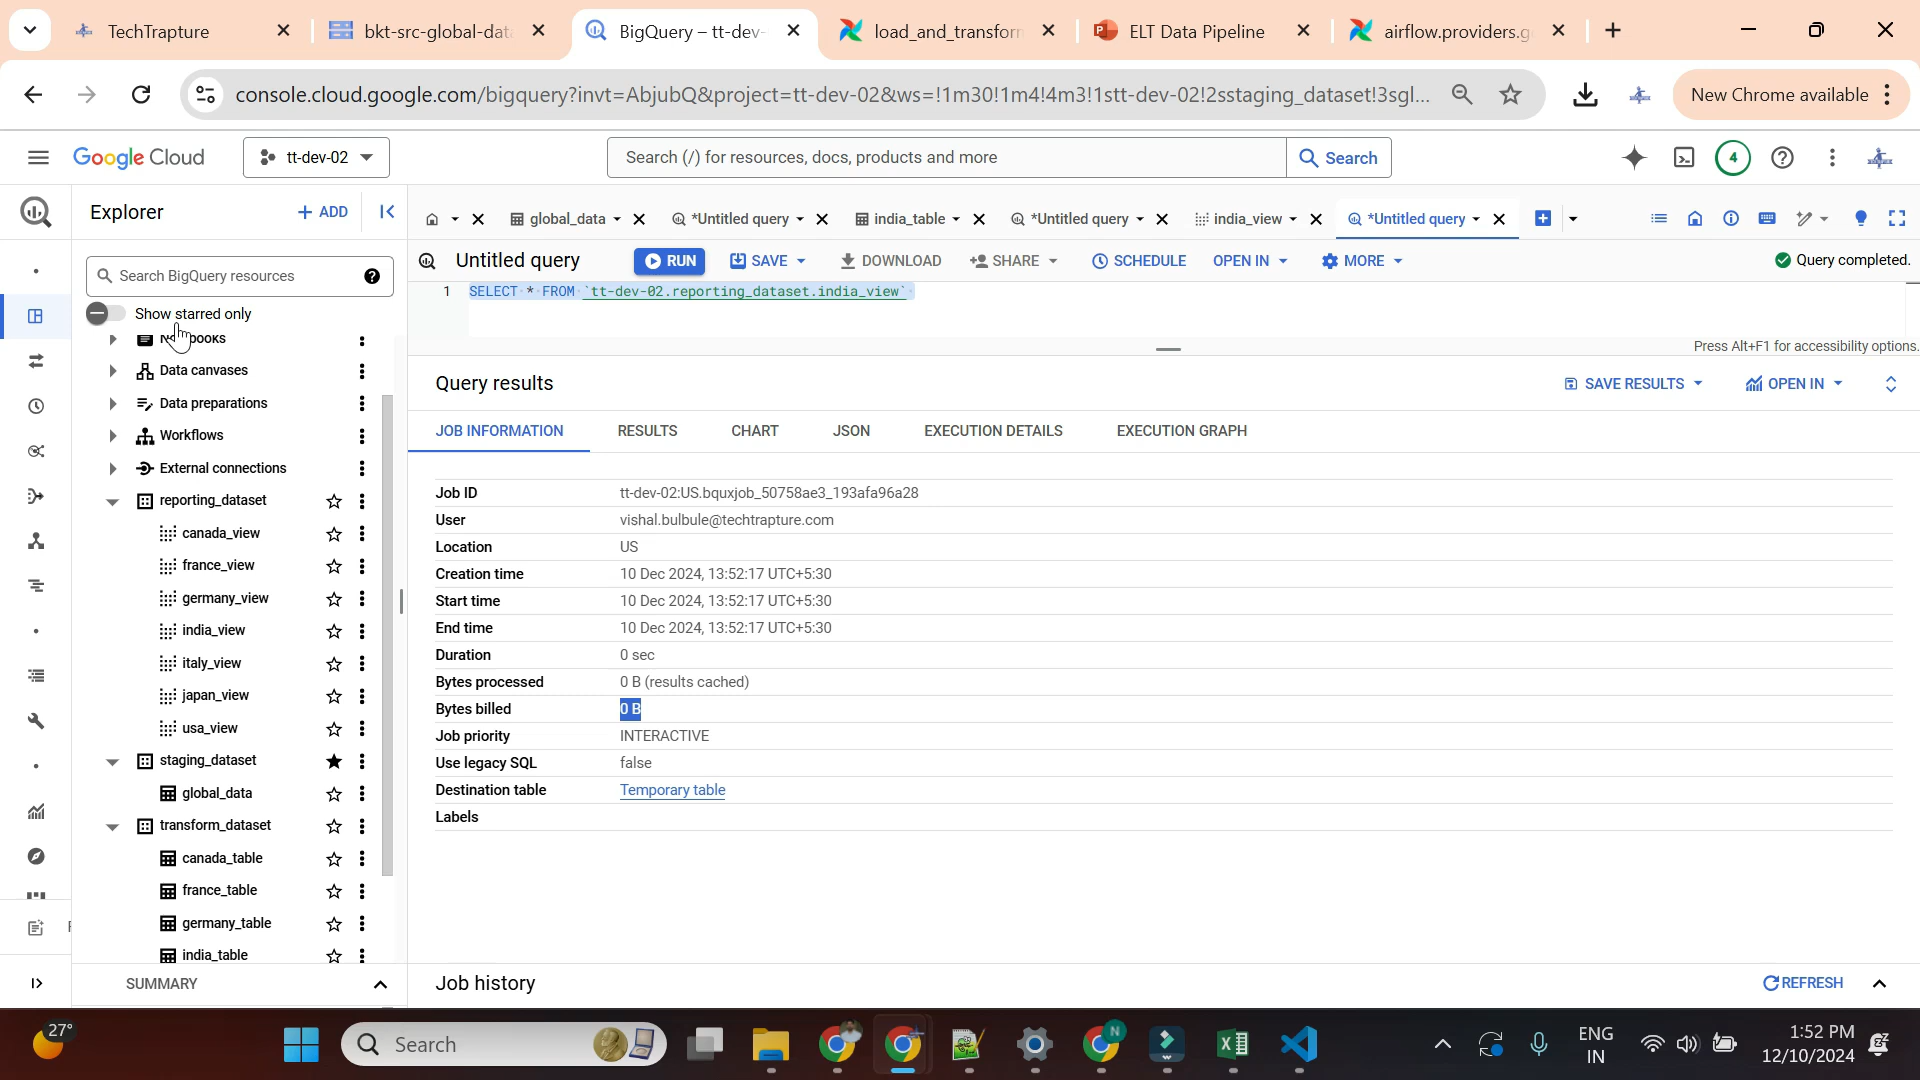 TechTrapture
bkt-src-global-dat
BigQuery – tt-dev-
load_and_transforn
ELT Data Pipeline
airflow.providers.g
console.cloud.google.com/bigquery?invt=AbjubQ&project=tt-dev-02&ws=!1m30!1m4!4m3!1stt-dev-02!2sstaging_dataset!3sgl...
New Chrome available
Google Cloud
tt-dev-02
Search (/) for resources, docs, products and more
Search
4
Explorer
+ ADD
global_data
*Untitled query
india_table
*Untitled query
india_view
*Untitled query
Search BigQuery resources
Untitled query
RUN
SAVE
DOWNLOAD
SHARE
SCHEDULE
OPEN IN
MORE
Query completed.
Show starred only
1 SELECT * FROM `tt-dev-02.reporting_dataset.india_view`
Press Alt+F1 for accessibility options.
Data canvases
Data preparations
Workflows
External connections
reporting_dataset
canada_view
france_view
germany_view
india_view
italy_view
japan_view
usa_view
staging_dataset
global_data
transform_dataset
canada_table
france_table
germany_table
india_table
SUMMARY
Query results
SAVE RESULTS
OPEN IN
JOB INFORMATION
RESULTS
CHART
JSON
EXECUTION DETAILS
EXECUTION GRAPH
Job ID tt-dev-02:US.bquxjob_50758ae3_193afa96a28
User vishal.bulbule@techtrapture.com
Location US
Creation time 10 Dec 2024, 13:52:17 UTC+5:30
Start time 10 Dec 2024, 13:52:17 UTC+5:30
End time 10 Dec 2024, 13:52:17 UTC+5:30
Duration 0 sec
Bytes processed 0 B (results cached)
Bytes billed 0 B
Job priority INTERACTIVE
Use legacy SQL false
Destination table Temporary table
Labels
Job history
REFRESH
27°
Search
ENG
IN
1:52 PM
12/10/2024